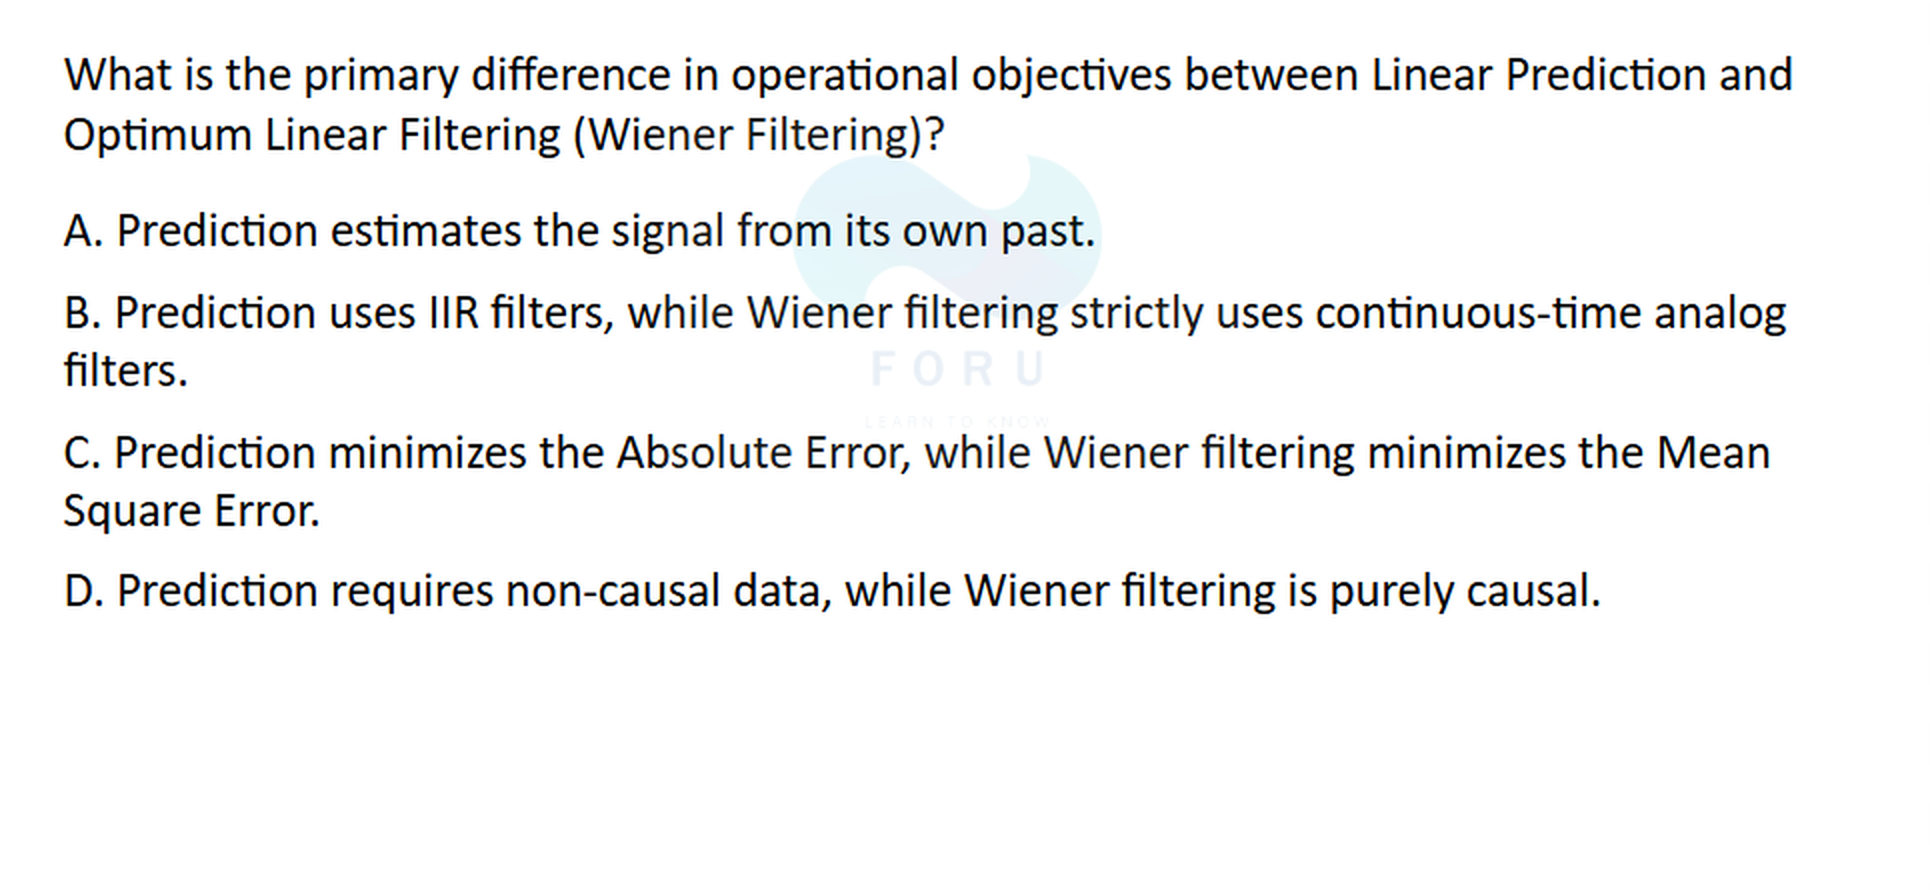 What is the primary difference in operational objectives between Linear Prediction and
Optimum Linear Filtering (Wiener Filtering)?
A. Prediction estimates the signal from its own past.
B. Prediction uses IIR filters, while Wiener filtering strictly uses continuous-time analog
filters.
FORU
LEARN TO KNOW
C. Prediction minimizes the Absolute Error, while Wiener filtering minimizes the Mean
Square Error.
D. Prediction requires non-causal data, while Wiener filtering is purely causal.